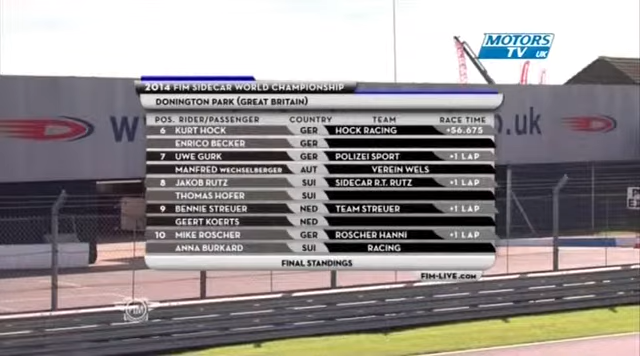 MOTORS
TV UK
w
o.uk
2014 FIM SIDECAR WORLD CHAMPIONSHIP
DONINGTON PARK (GREAT BRITAIN)
POS. RIDER/PASSENGER COUNTRY TEAM RACE TIME
6 KURT HOCK GER HOCK RACING +56.675
ENRICO BECKER GER
7 UWE GURK GER POLIZEI SPORT +1 LAP
MANFRED WECHSELBERGER AUT VEREIN WELS
8 JAKOB RUTZ SUI SIDECAR R.T. RUTZ +1 LAP
THOMAS HOFER SUI
9 BENNIE STREUER NED TEAM STREUER +1 LAP
GEERT KOERTS NED
10 MIKE ROSCHER GER ROSCHER HANNI +1 LAP
ANNA BURKARD SUI RACING
FINAL STANDINGS
FIM-LIVE.COM
FIM